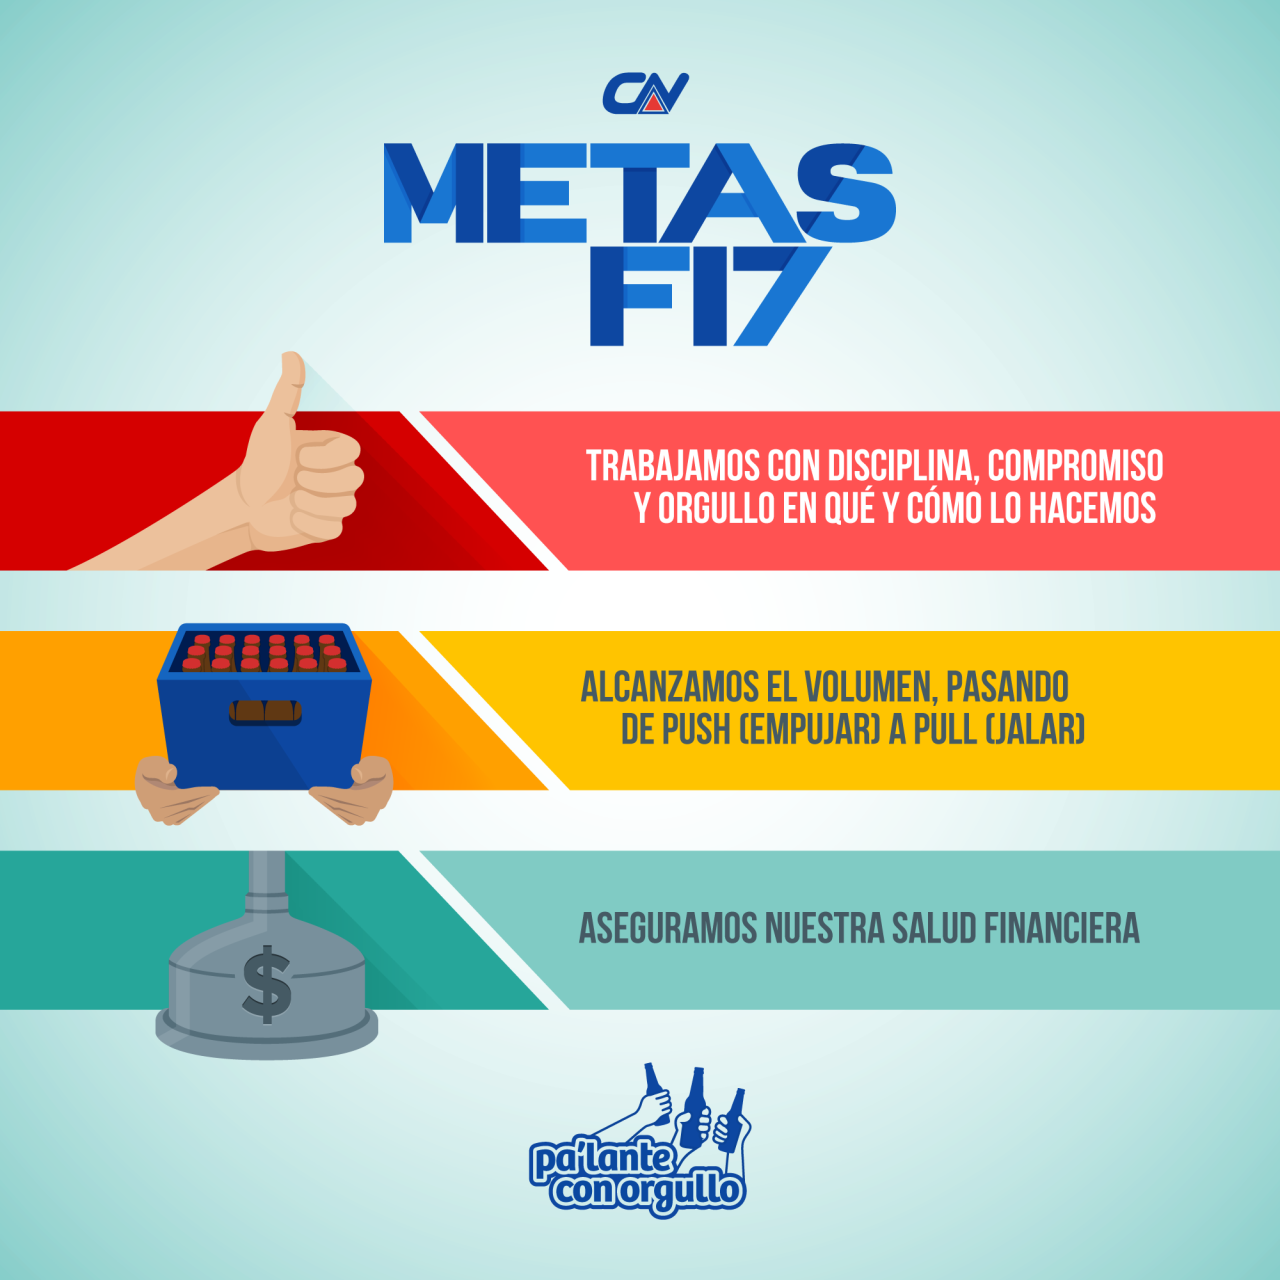 CN
METAS
F17
TRABAJAMOS CON DISCIPLINA, COMPROMISO
Y ORGULLO EN QUÉ Y CÓMO LO HACEMOS
ALCANZAMOS EL VOLUMEN, PASANDO
DE PUSH (EMPUJAR) A PULL (JALAR)
$
ASEGURAMOS NUESTRA SALUD FINANCIERA
pa'lante
con orgullo